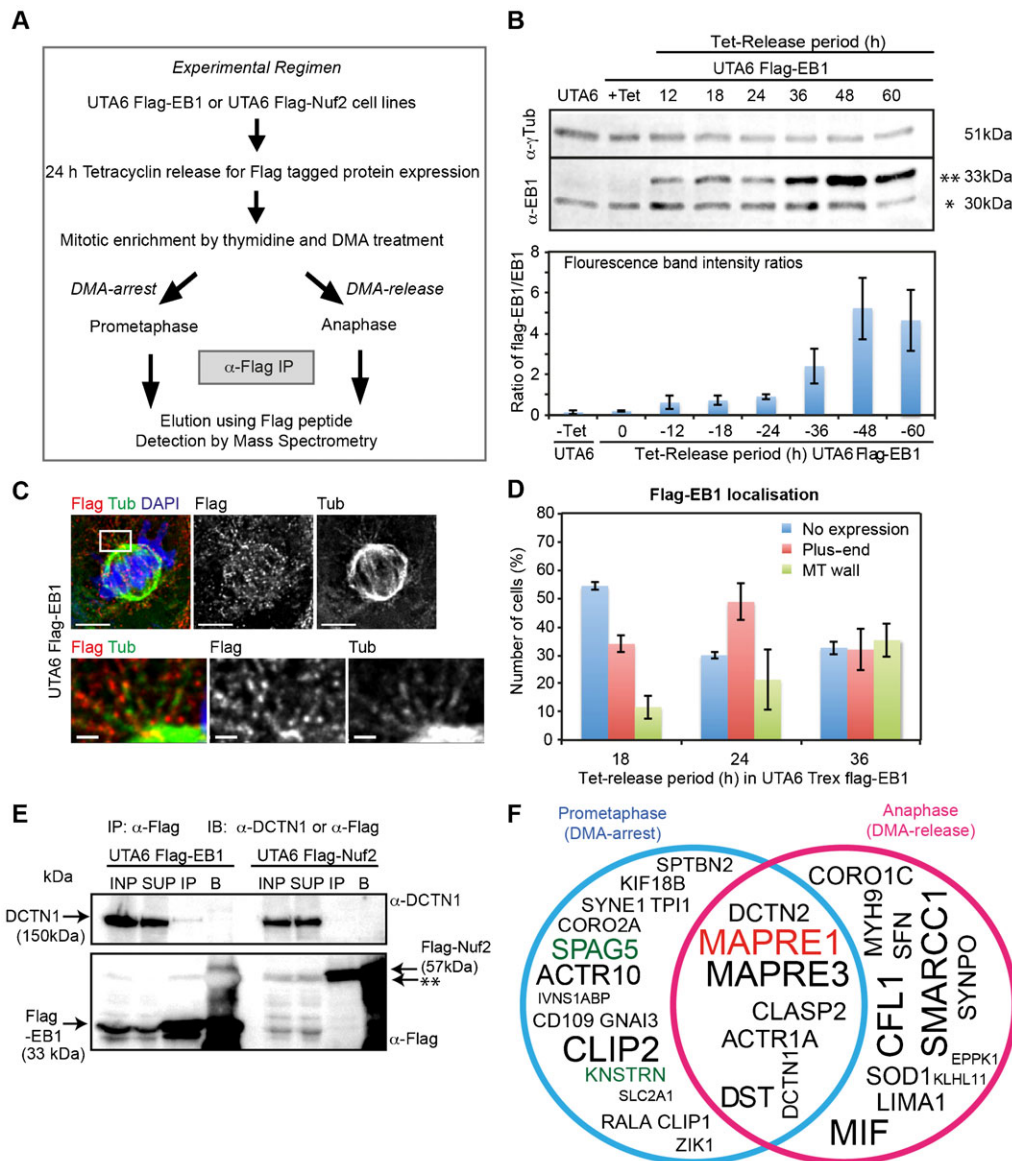 A
Experimental Regimen
UTA6 Flag-EB1 or UTA6 Flag-Nuf2 cell lines
24 h Tetracyclin release for Flag tagged protein expression
Mitotic enrichment by thymidine and DMA treatment
DMA-arrest
DMA-release
Prometaphase
Anaphase
α-Flag IP
Elution using Flag peptide
Detection by Mass Spectrometry
B
Tet-Release period (h)
UTA6 Flag-EB1
UTA6 +Tet 12 18 24 36 48 60
α-γTub
51kDa
α-EB1
** 33kDa
* 30kDa
Flourescence band intensity ratios
Ratio of flag-EB1/EB1
8
6
4
2
0
-Tet 0 -12 -18 -24 -36 -48 -60
UTA6 Tet-Release period (h) UTA6 Flag-EB1
C
Flag Tub DAPI Flag Tub
UTA6 Flag-EB1
Flag Tub Flag Tub
D
Flag-EB1 localisation
No expression
Plus-end
MT wall
Number of cells (%)
80
70
60
50
40
30
20
10
0
18 24 36
Tet-release period (h) in UTA6 Trex flag-EB1
E
IP: α-Flag IB: α-DCTN1 or α-Flag
UTA6 Flag-EB1 UTA6 Flag-Nuf2
kDa INP SUP IP B INP SUP IP B
DCTN1
(150kDa)
α-DCTN1
Flag-Nuf2
(57kDa)
**
Flag
-EB1
(33 kDa)
α-Flag
F
Prometaphase
(DMA-arrest)
Anaphase
(DMA-release)
SPTBN2
KIF18B
SYNE1 TPI1
CORO2A
SPAG5
ACTR10
IVNS1ABP
CD109 GNAI3
CLIP2
KNSTRN
SLC2A1
RALA CLIP1
ZIK1
DCTN2
MAPRE1
MAPRE3
CLASP2
ACTR1A
DCTN1
DST
CORO1C
MYH9
SFN
CFL1
SMARCC1
SYNPO
EPPK1
SOD1 KLHL11
LIMA1
MIF